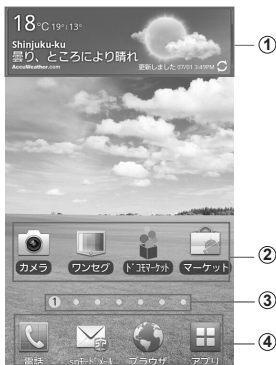 18°C 19°↑13°
Shinjuku-ku
曇り、ところにより晴れ
AccuWeather.com 更新しました 07/01 3:49PM
①
カメラ ワンセグ ドコモマーケット マーケット
②
1
③
電話 spモードメール ブラウザ アプリ
④